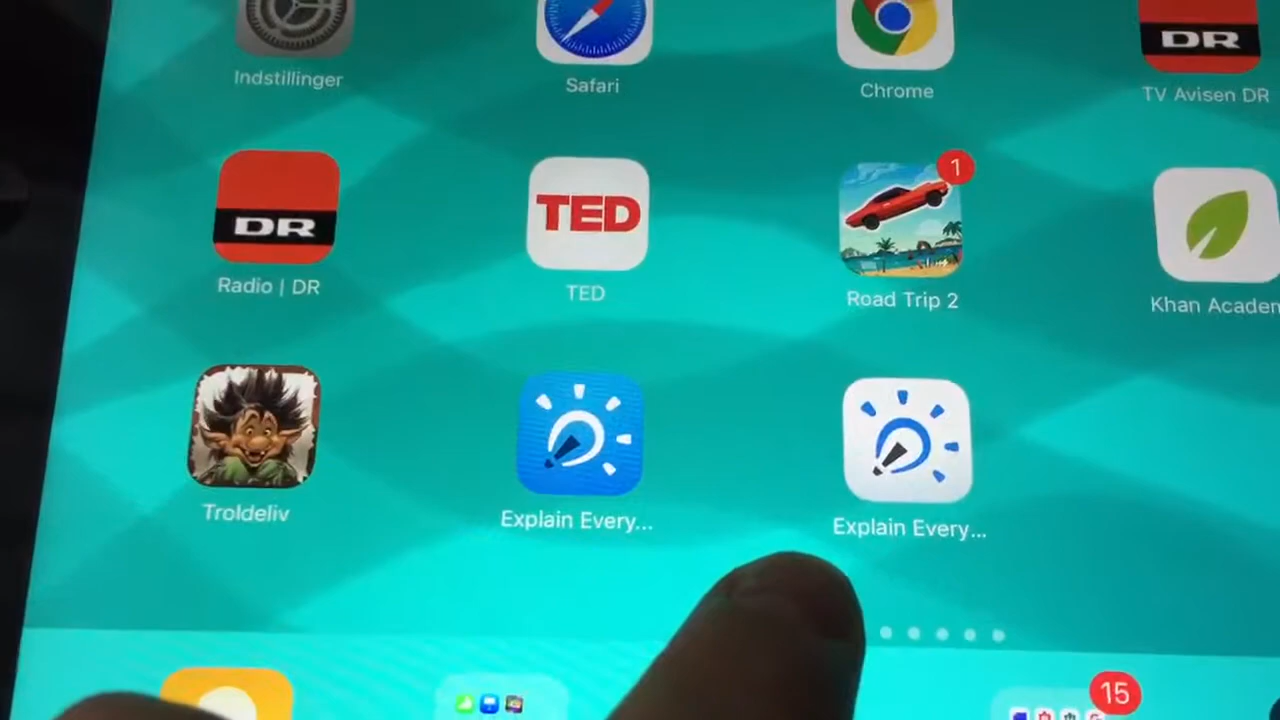 Indstillinger
Safari
Chrome
DR
TV Avisen DR
DR
Radio | DR
TED
TED
1
Road Trip 2
Khan Academ
Troldeliv
Explain Every...
Explain Every...
15